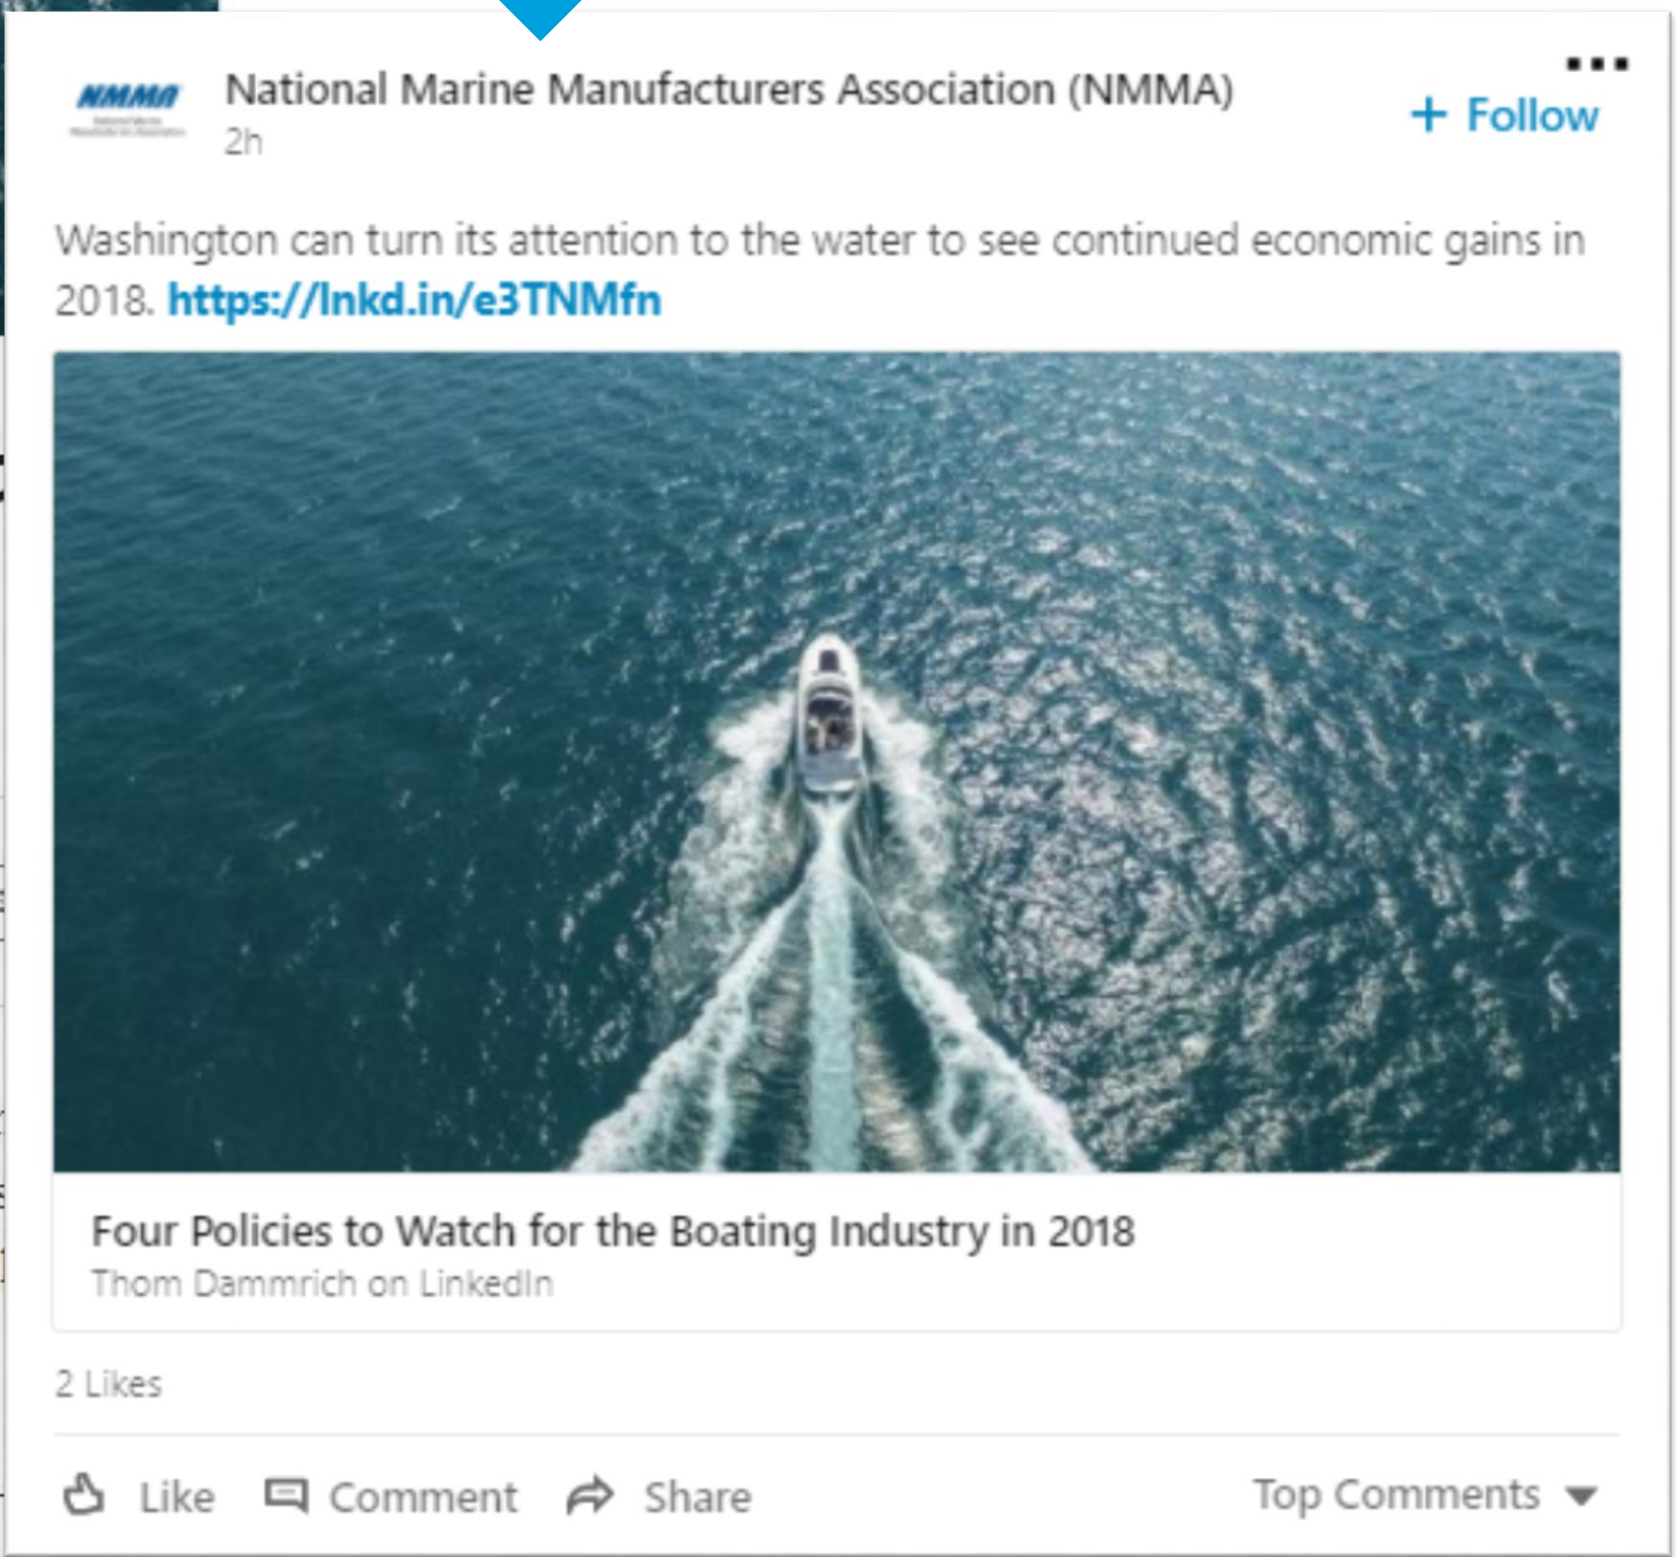 NMMA
National Marine Manufacturers Association (NMMA)
2h
+ Follow
Washington can turn its attention to the water to see continued economic gains in
2018. https://lnkd.in/e3TNMfn
Four Policies to Watch for the Boating Industry in 2018
Thom Dammrich on LinkedIn
2 Likes
Like Comment Share Top Comments